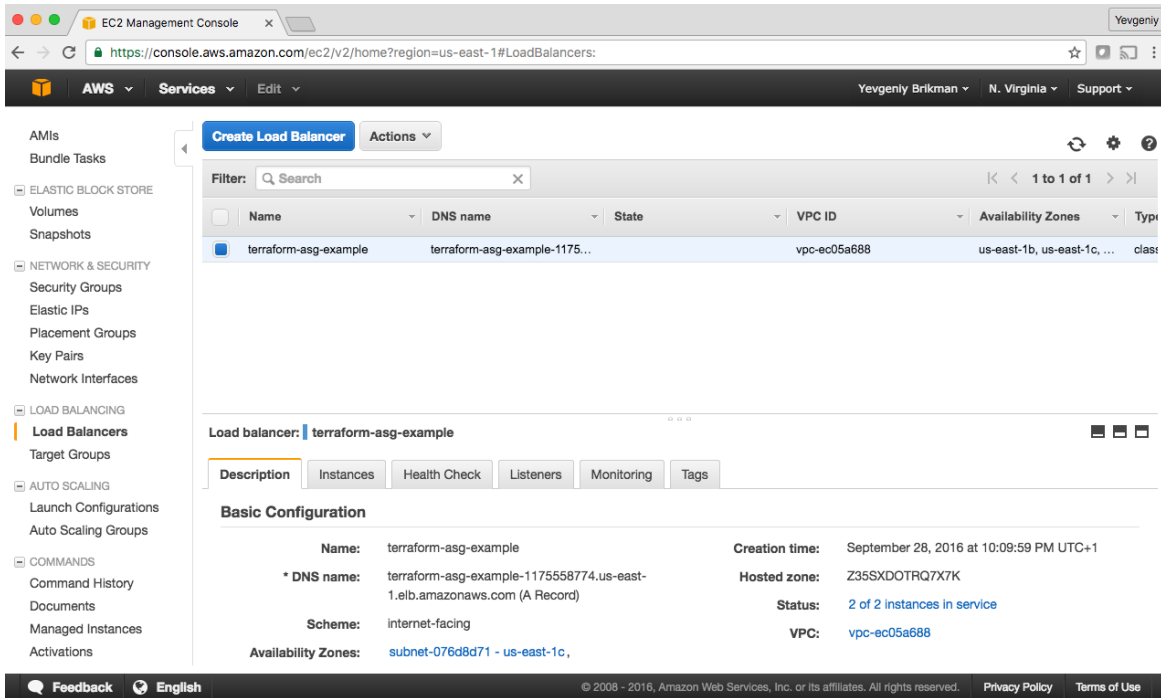 EC2 Management Console
Yevgeniy
https://console.aws.amazon.com/ec2/v2/home?region=us-east-1#LoadBalancers:
AWS Services Edit Yevgeniy Brikman N. Virginia Support
AMIs
Bundle Tasks
ELASTIC BLOCK STORE
Volumes
Snapshots
NETWORK & SECURITY
Security Groups
Elastic IPs
Placement Groups
Key Pairs
Network Interfaces
LOAD BALANCING
Load Balancers
Target Groups
AUTO SCALING
Launch Configurations
Auto Scaling Groups
COMMANDS
Command History
Documents
Managed Instances
Activations
Create Load Balancer Actions
Filter: Search 1 to 1 of 1
Name DNS name State VPC ID Availability Zones Type
terraform-asg-example terraform-asg-example-1175... vpc-ec05a688 us-east-1b, us-east-1c, ... class
Load balancer: terraform-asg-example
Description Instances Health Check Listeners Monitoring Tags
Basic Configuration
Name: terraform-asg-example
* DNS name: terraform-asg-example-1175558774.us-east-
1.elb.amazonaws.com (A Record)
Scheme: internet-facing
Availability Zones: subnet-076d8d71 - us-east-1c,
Creation time: September 28, 2016 at 10:09:59 PM UTC+1
Hosted zone: Z35SXDOTRQ7X7K
Status: 2 of 2 instances in service
VPC: vpc-ec05a688
Feedback English © 2008 - 2016, Amazon Web Services, Inc. or its affiliates. All rights reserved. Privacy Policy Terms of Use